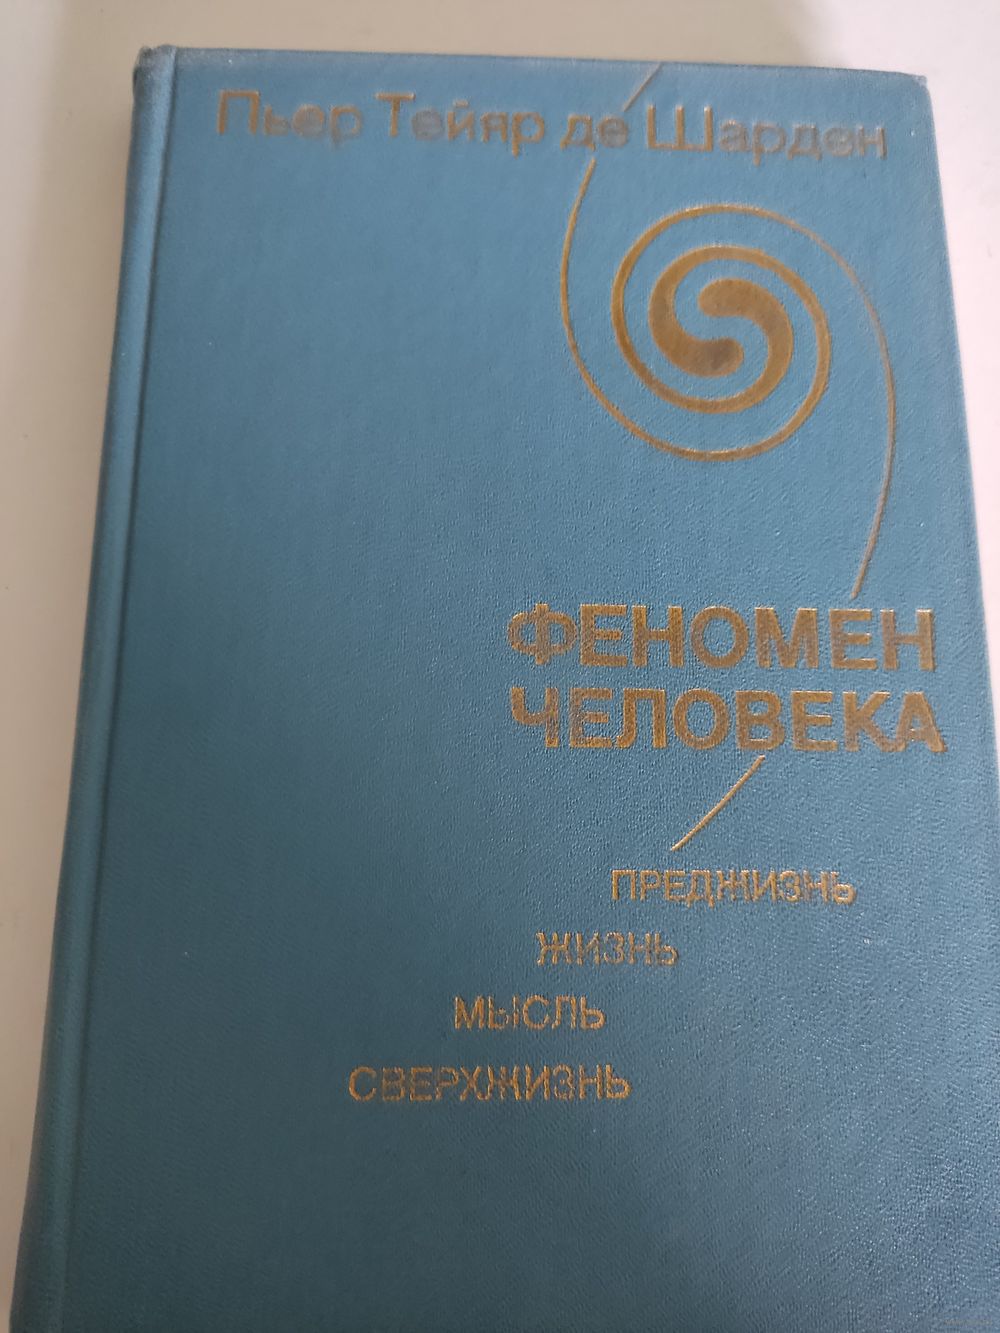 Пьер Тейяр де Шарден
ФЕНОМЕН
ЧЕЛОВЕКА
ПРЕДЖИЗНЬ
ЖИЗНЬ
МЫСЛЬ
СВЕРХЖИЗНЬ